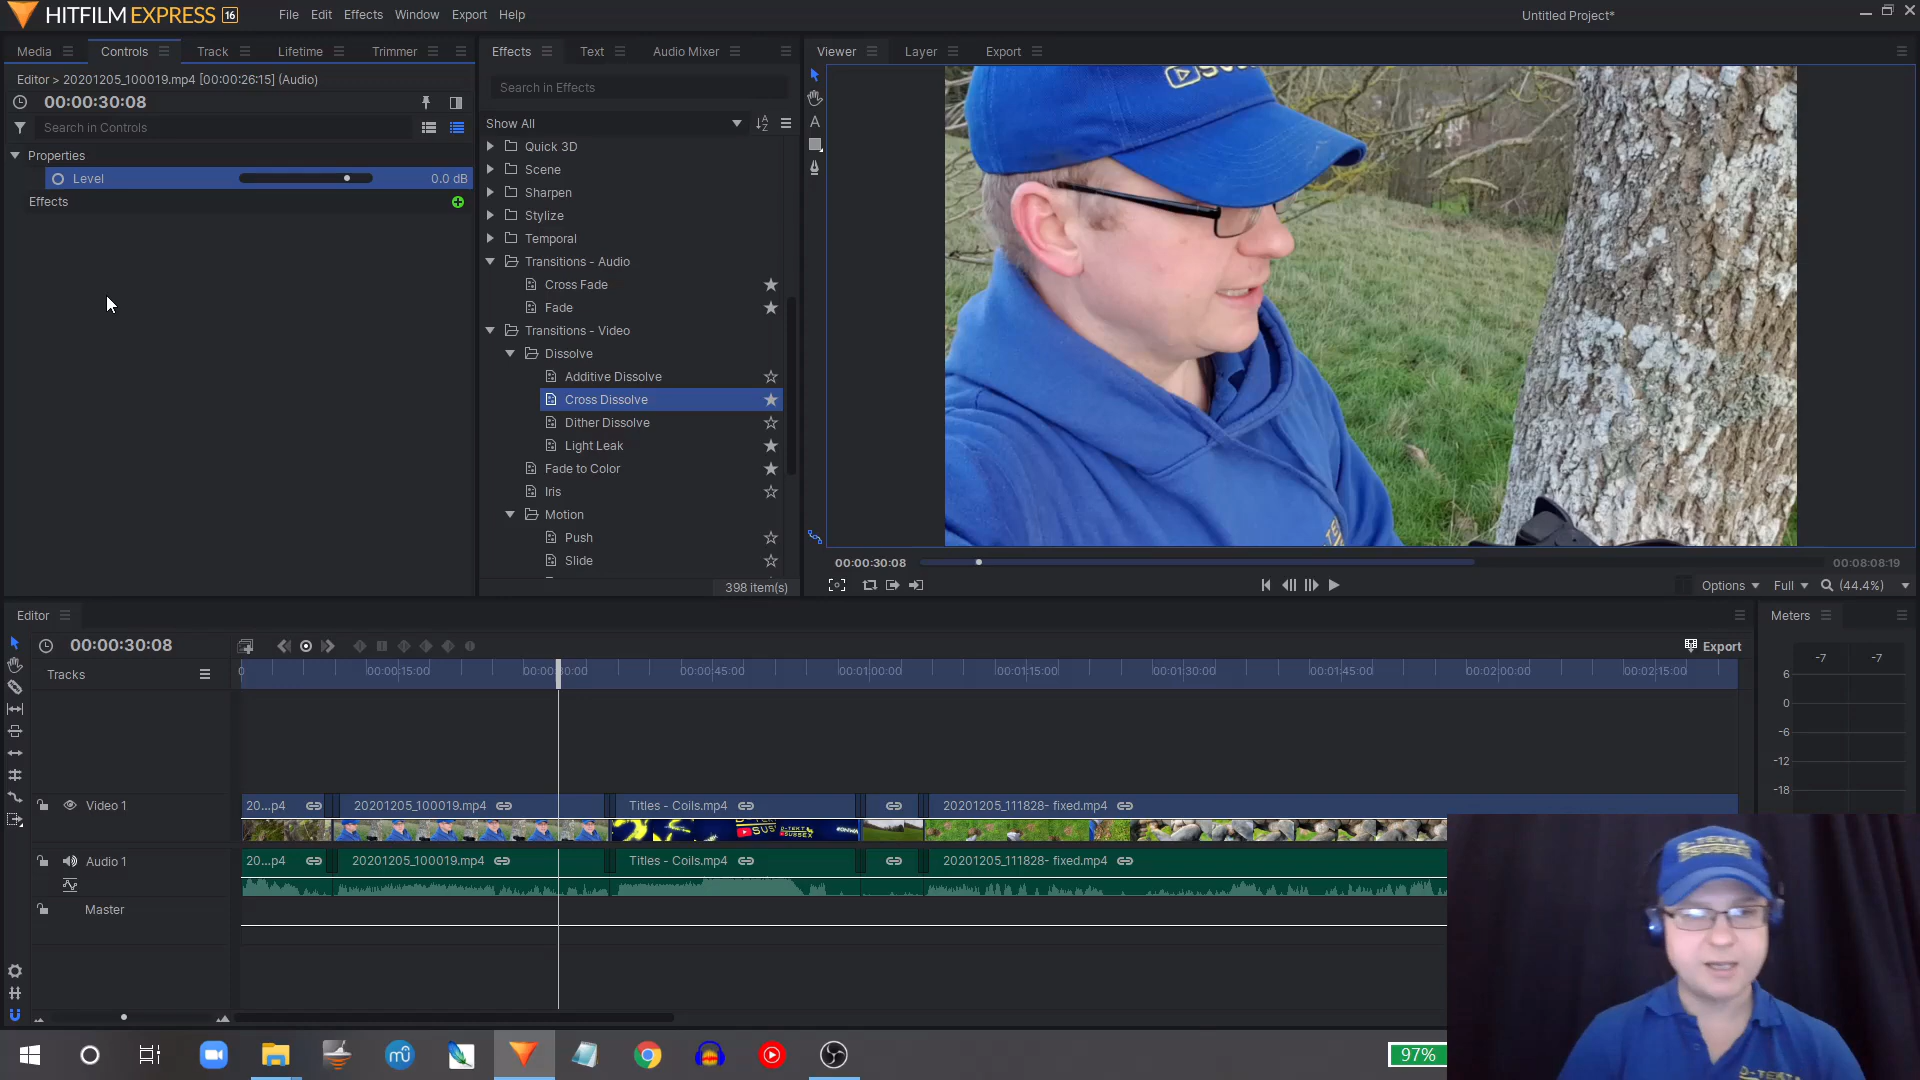 HITFILM EXPRESS 16
File Edit Effects Window Export Help
Untitled Project*
Media Controls Track Lifetime Trimmer
Editor > 20201205_100019.mp4 [00:00:26:15] (Audio)
00:00:30:08
Search in Controls
Properties
Level 0.0 dB
Effects
Effects Text Audio Mixer
Search in Effects
Show All
Quick 3D
Scene
Sharpen
Stylize
Temporal
Transitions - Audio
Cross Fade
Fade
Transitions - Video
Dissolve
Additive Dissolve
Cross Dissolve
Dither Dissolve
Light Leak
Fade to Color
Iris
Motion
Push
Slide
398 item(s)
Viewer Layer Export
00:00:30:08 00:08:08:19
Options Full (44.4%)
Editor
00:00:30:08
Export
Tracks
0 00:00:15:00 00:00:30:00 00:00:45:00 00:01:00:00 00:01:15:00 00:01:30:00 00:01:45:00 00:02:00:00 00:02:15:00
Video 1 20...p4 20201205_100019.mp4 Titles - Coils.mp4 20201205_111828- fixed.mp4
Audio 1 20...p4 20201205_100019.mp4 Titles - Coils.mp4 20201205_111828- fixed.mp4
Master
Meters
-7 -7
6
0
-6
-12
-18
97%